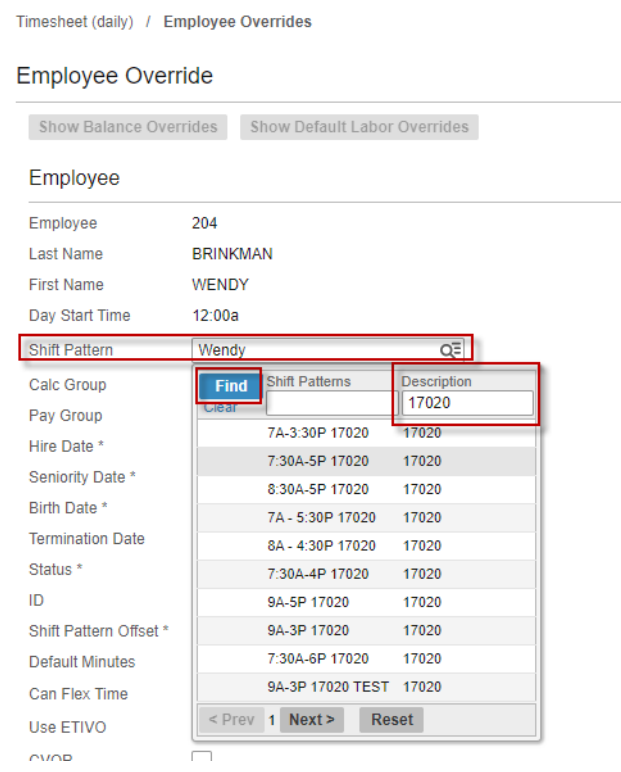 Timesheet (daily) / Employee Overrides
Employee Override
Show Balance Overrides Show Default Labor Overrides
Employee
Employee 204
Last Name BRINKMAN
First Name WENDY
Day Start Time 12:00a
Shift Pattern Wendy
Calc Group
Pay Group
Hire Date *
Seniority Date *
Birth Date *
Termination Date
Status *
ID
Shift Pattern Offset *
Default Minutes
Can Flex Time
Use ETIVO
CVOR
Find Shift Patterns Description
Clear 17020
7A-3:30P 17020 17020
7:30A-5P 17020 17020
8:30A-5P 17020 17020
7A - 5:30P 17020 17020
8A - 4:30P 17020 17020
7:30A-4P 17020 17020
9A-5P 17020 17020
9A-3P 17020 17020
7:30A-6P 17020 17020
9A-3P 17020 TEST 17020
< Prev 1 Next > Reset